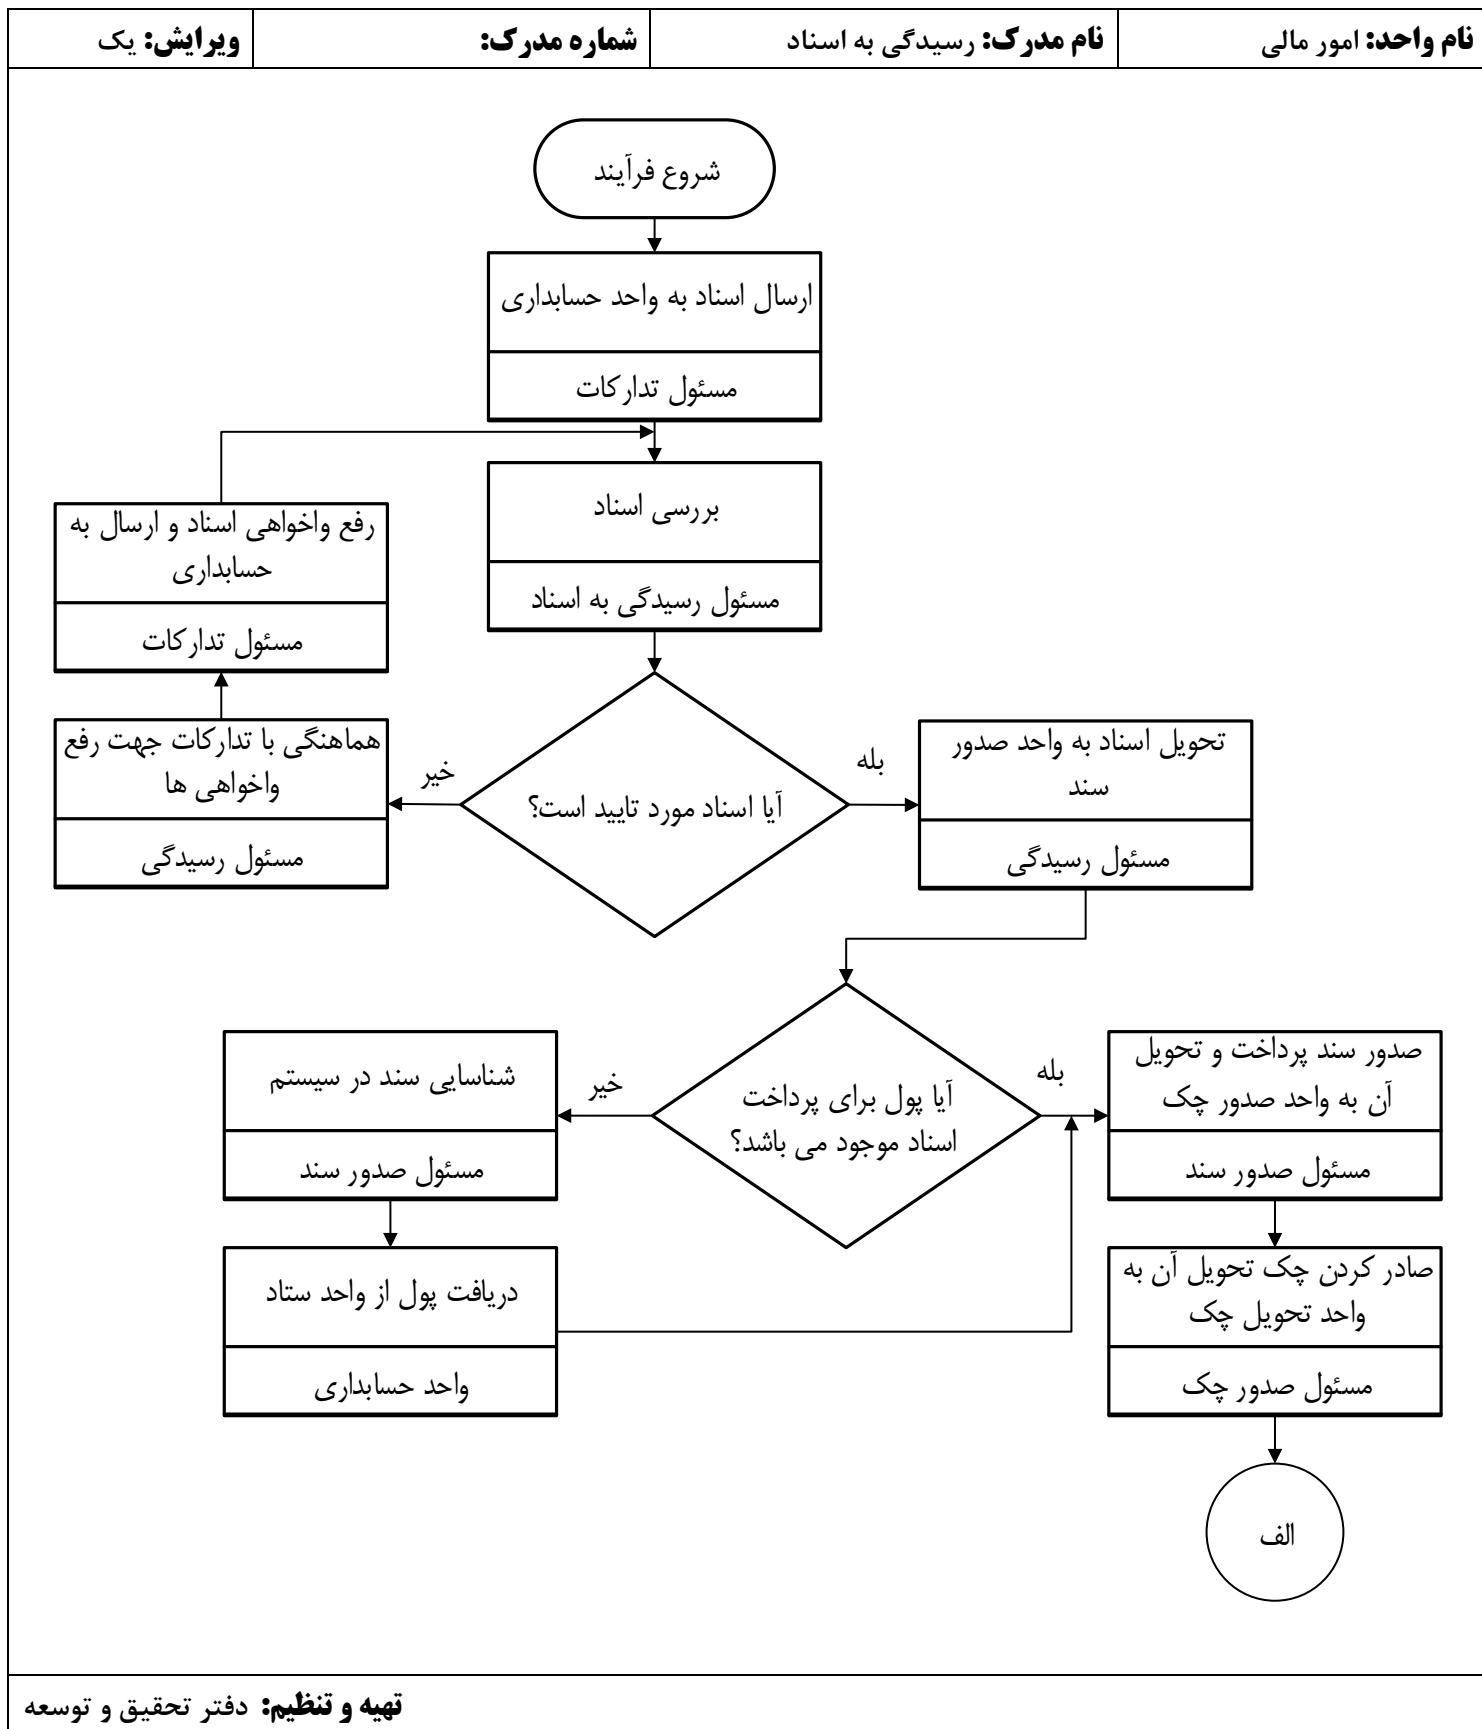 نام واحد: امور مالی
نام مدرک: رسیدگی به اسناد
شماره مدرک:
ویرایش: یک
شروع فرآیند
ارسال اسناد به واحد حسابداری
مسئول تدارکات
بررسی اسناد
مسئول رسیدگی به اسناد
رفع واخواهی اسناد و ارسال به
حسابداری
مسئول تدارکات
آیا اسناد مورد تایید است؟
بله
خیر
تحویل اسناد به واحد صدور
سند
مسئول رسیدگی
هماهنگی با تدارکات جهت رفع
واخواهی ها
مسئول رسیدگی
آیا پول برای پرداخت
اسناد موجود می باشد؟
بله
خیر
صدور سند پرداخت و تحویل
آن به واحد صدور چک
مسئول صدور سند
شناسایی سند در سیستم
مسئول صدور سند
صادر کردن چک تحویل آن به
واحد تحویل چک
مسئول صدور چک
دریافت پول از واحد ستاد
واحد حسابداری
الف
تهیه و تنظیم: دفتر تحقیق و توسعه